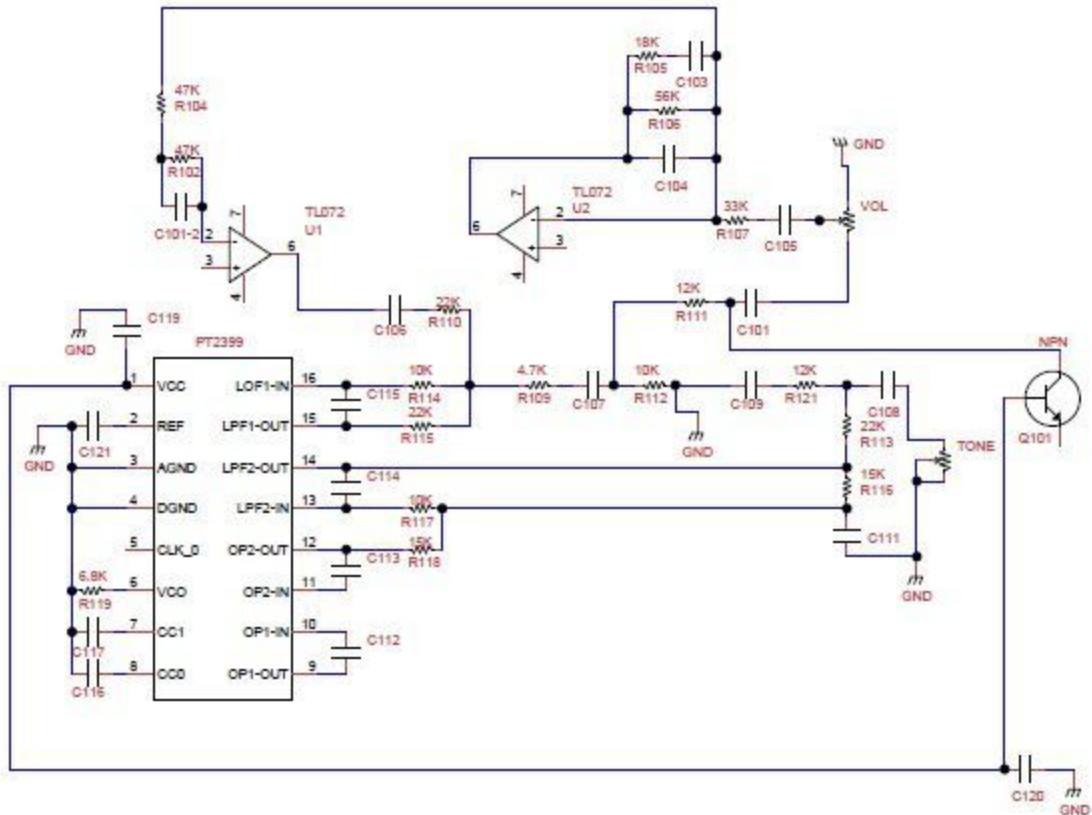 18K
R105
C103
56K
R106
C104
47K
R104
47K
R102
C101-2
TL072
U1
7
2
-
3
+
6
4
TL072
U2
7
6
2
-
3
+
4
33K
R107
C105
GND
VOL
12K
R111
C101
C106
22K
R110
C119
GND
PT2399
1
VCC
2
REF
3
AGND
4
DGND
5
CLK_0
6
VCO
7
CC1
8
CC0
LOF1-IN
16
LPF1-OUT
15
LPF2-OUT
14
LPF2-IN
13
OP2-OUT
12
OP2-IN
11
OP1-IN
10
OP1-OUT
9
GND
C121
6.8K
R119
C117
C116
C115
10K
R114
22K
R115
C114
10K
R117
15K
R118
C113
C112
4.7K
R109
C107
10K
R112
GND
C109
12K
R121
C108
22K
R113
15K
R116
C111
TONE
GND
NPN
Q101
C120
GND